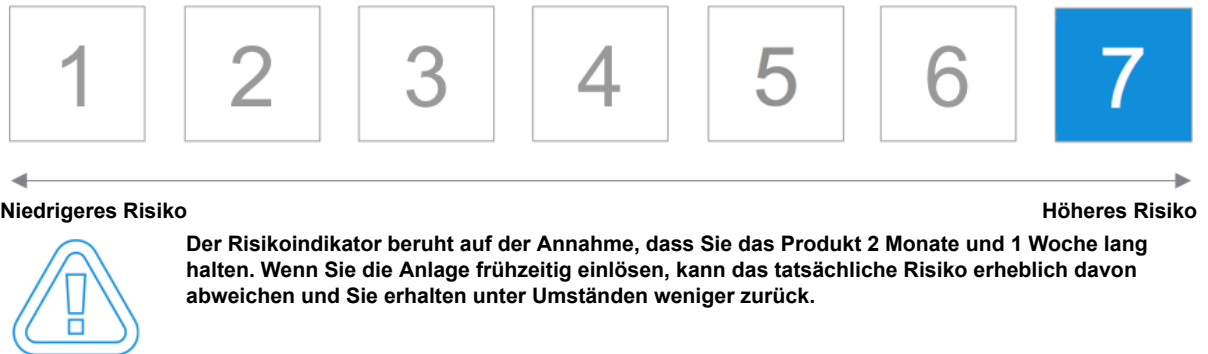 1 2 3 4 5 6 7
Niedrigeres Risiko Höheres Risiko
Der Risikoindikator beruht auf der Annahme, dass Sie das Produkt 2 Monate und 1 Woche lang
halten. Wenn Sie die Anlage frühzeitig einlösen, kann das tatsächliche Risiko erheblich davon
abweichen und Sie erhalten unter Umständen weniger zurück.